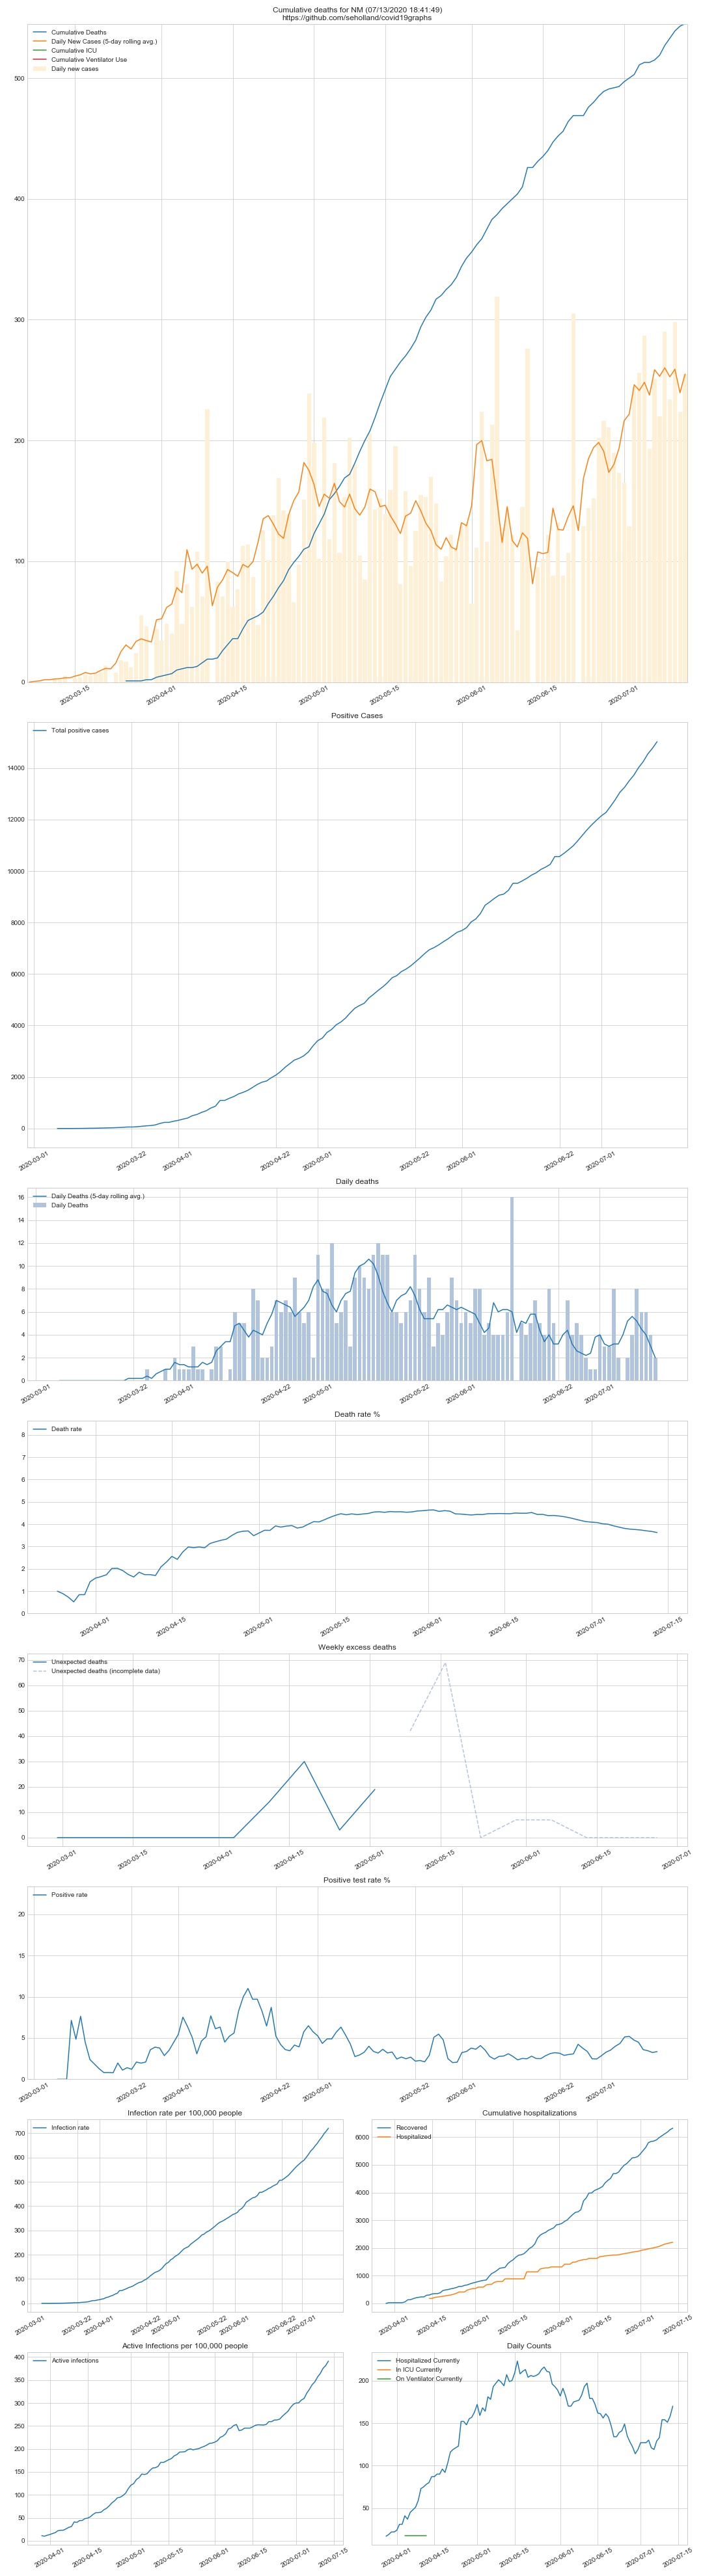 Cumulative deaths for NM (07/13/2020 18:41:49)
https://github.com/seholland/covid19graphs
Cumulative Deaths
Daily New Cases (5-day rolling avg.)
Cumulative ICU
Cumulative Ventilator Use
Daily new cases
500
400
300
200
100
0
2020-03-15 2020-04-01 2020-04-15 2020-05-01 2020-05-15 2020-06-01 2020-06-15 2020-07-01
Positive Cases
Total positive cases
14000
12000
10000
8000
6000
4000
2000
0
2020-03-01 2020-03-22 2020-04-01 2020-04-22 2020-05-01 2020-05-22 2020-06-01 2020-06-22 2020-07-01
Daily deaths
Daily Deaths (5-day rolling avg.)
Daily Deaths
16
14
12
10
8
6
4
2
0
2020-03-01 2020-03-22 2020-04-01 2020-04-22 2020-05-01 2020-05-22 2020-06-01 2020-06-22 2020-07-01
Death rate %
Death rate
8
7
6
5
4
3
2
1
0
2020-04-01 2020-04-15 2020-05-01 2020-05-15 2020-06-01 2020-06-15 2020-07-01 2020-07-15
Weekly excess deaths
Unexpected deaths
Unexpected deaths (incomplete data)
70
60
50
40
30
20
10
0
2020-03-01 2020-03-15 2020-04-01 2020-04-15 2020-05-01 2020-05-15 2020-06-01 2020-06-15 2020-07-01
Positive test rate %
Positive rate
20
15
10
5
0
2020-03-01 2020-03-22 2020-04-01 2020-04-22 2020-05-01 2020-05-22 2020-06-01 2020-06-22 2020-07-01
Infection rate per 100,000 people
Infection rate
700
600
500
400
300
200
100
0
2020-03-01 2020-03-22 2020-04-01 2020-04-22 2020-05-01 2020-05-22 2020-06-01 2020-06-22 2020-07-01
Cumulative hospitalizations
Recovered
Hospitalized
6000
5000
4000
3000
2000
1000
0
2020-04-01 2020-04-15 2020-05-01 2020-05-15 2020-06-01 2020-06-15 2020-07-01 2020-07-15
Active Infections per 100,000 people
Active infections
400
350
300
250
200
150
100
50
0
2020-04-01 2020-04-15 2020-05-01 2020-05-15 2020-06-01 2020-06-15 2020-07-01 2020-07-15
Daily Counts
Hospitalized Currently
In ICU Currently
On Ventilator Currently
200
150
100
50
2020-04-01 2020-04-15 2020-05-01 2020-05-15 2020-06-01 2020-06-15 2020-07-01 2020-07-15